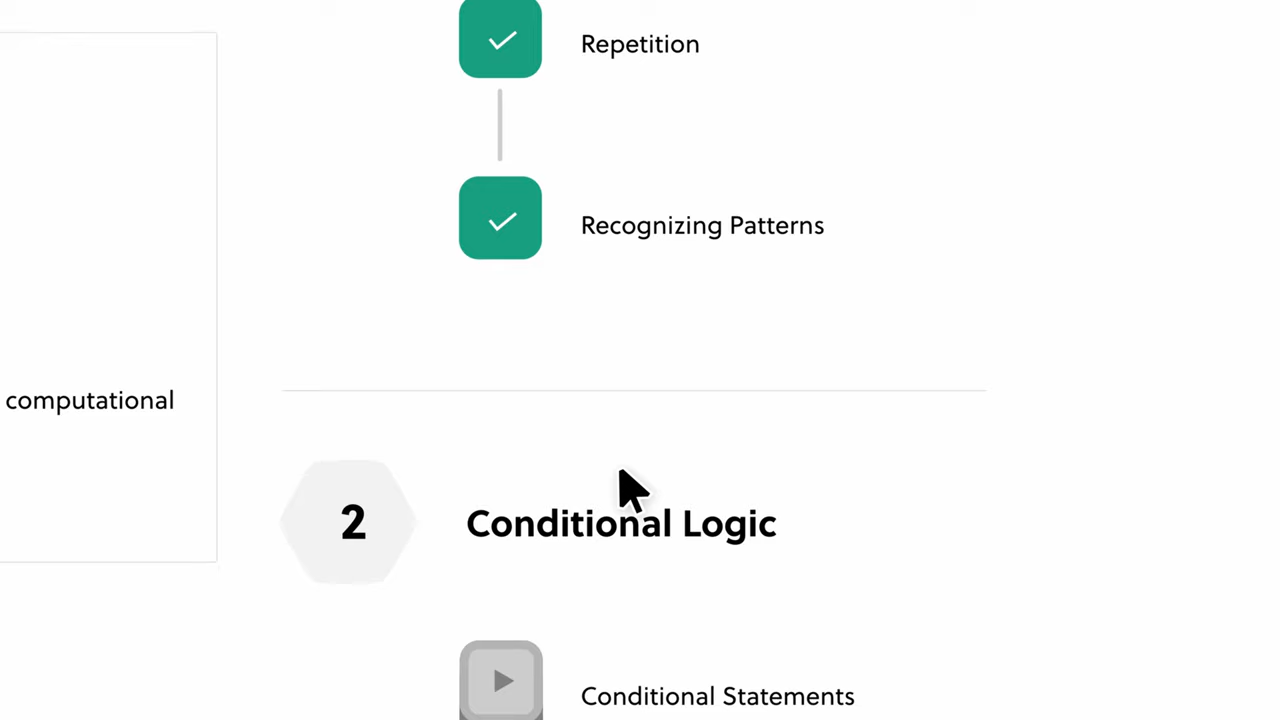 Repetition
Recognizing Patterns
computational
2
Conditional Logic
Conditional Statements